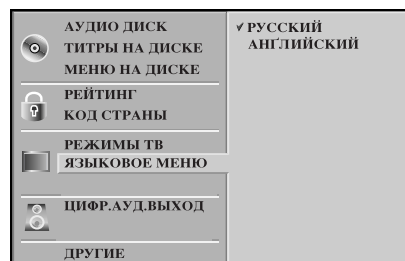 АУДИО ДИСК
ТИТРЫ НА ДИСКЕ
МЕНЮ НА ДИСКЕ
РЕЙТИНГ
КОД СТРАНЫ
РЕЖИМЫ ТВ
ЯЗЫКОВОЕ МЕНЮ
ЦИФР.АУД.ВЫХОД
ДРУГИЕ
✓ РУССКИЙ
АНГЛИЙСКИЙ